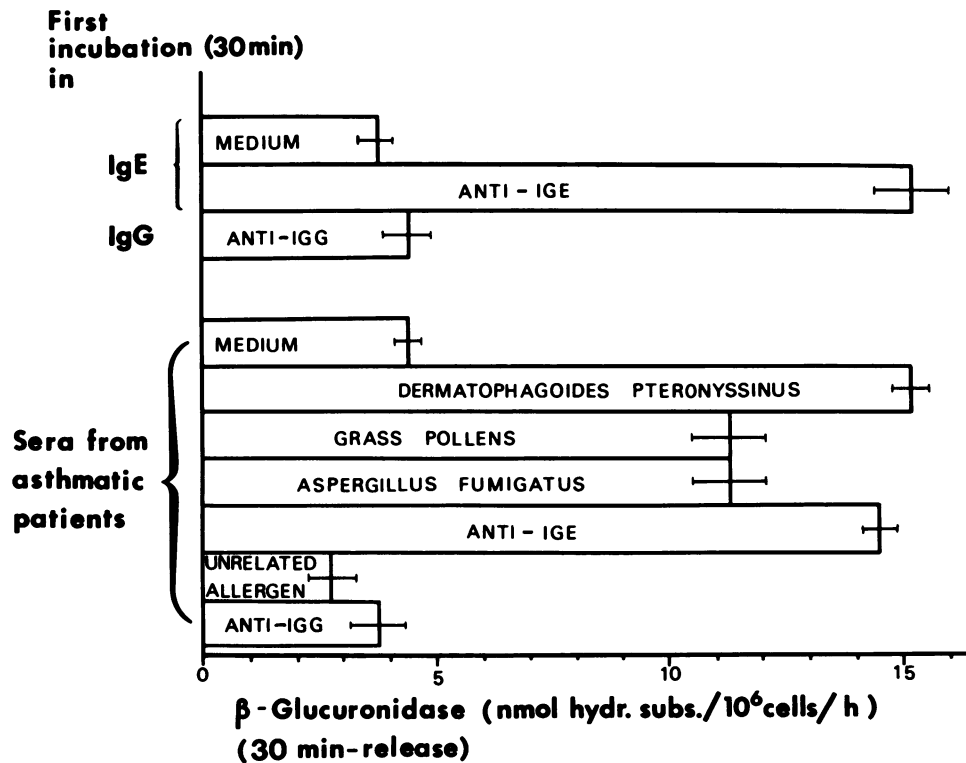 First
incubation (30min)
in
IgE
MEDIUM
ANTI-IGE
IgG
ANTI-IGG
Sera from
asthmatic
patients
MEDIUM
DERMATOPHAGOIDES PTERONYSSINUS
GRASS POLLENS
ASPERGILLUS FUMIGATUS
ANTI-IGE
UNRELATED
ALLERGEN
ANTI-IGG
0 5 10 15
β-Glucuronidase (nmol hydr. subs./10⁶cells/h)
(30 min-release)